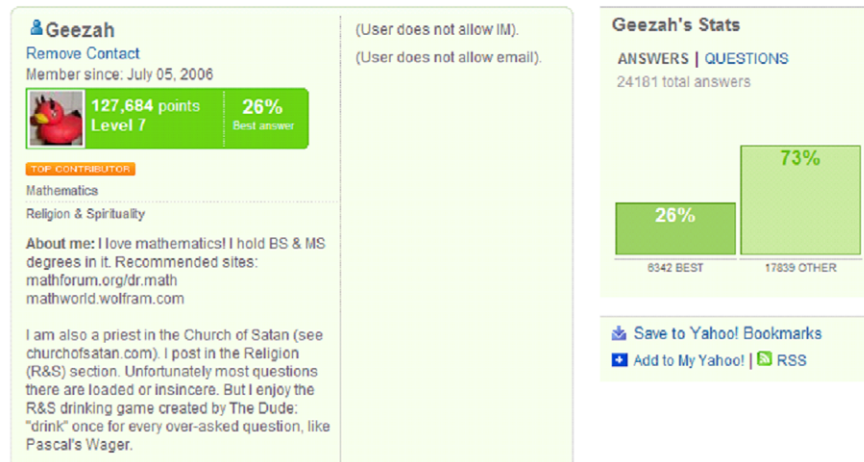 Geezah
Remove Contact
Member since: July 05, 2006
127,684 points
Level 7
26%
Best answer
TOP CONTRIBUTOR
Mathematics
Religion & Spirituality
About me: I love mathematics! I hold BS & MS
degrees in it. Recommended sites:
mathforum.org/dr.math
mathworld.wolfram.com
I am also a priest in the Church of Satan (see
churchofsatan.com). I post in the Religion
(R&S) section. Unfortunately most questions
there are loaded or insincere. But I enjoy the
R&S drinking game created by The Dude:
"drink" once for every over-asked question, like
Pascal's Wager.
(User does not allow IM).
(User does not allow email).
Geezah's Stats
ANSWERS | QUESTIONS
24181 total answers
26%
73%
6342 BEST
17839 OTHER
Save to Yahoo! Bookmarks
Add to My Yahoo! | RSS